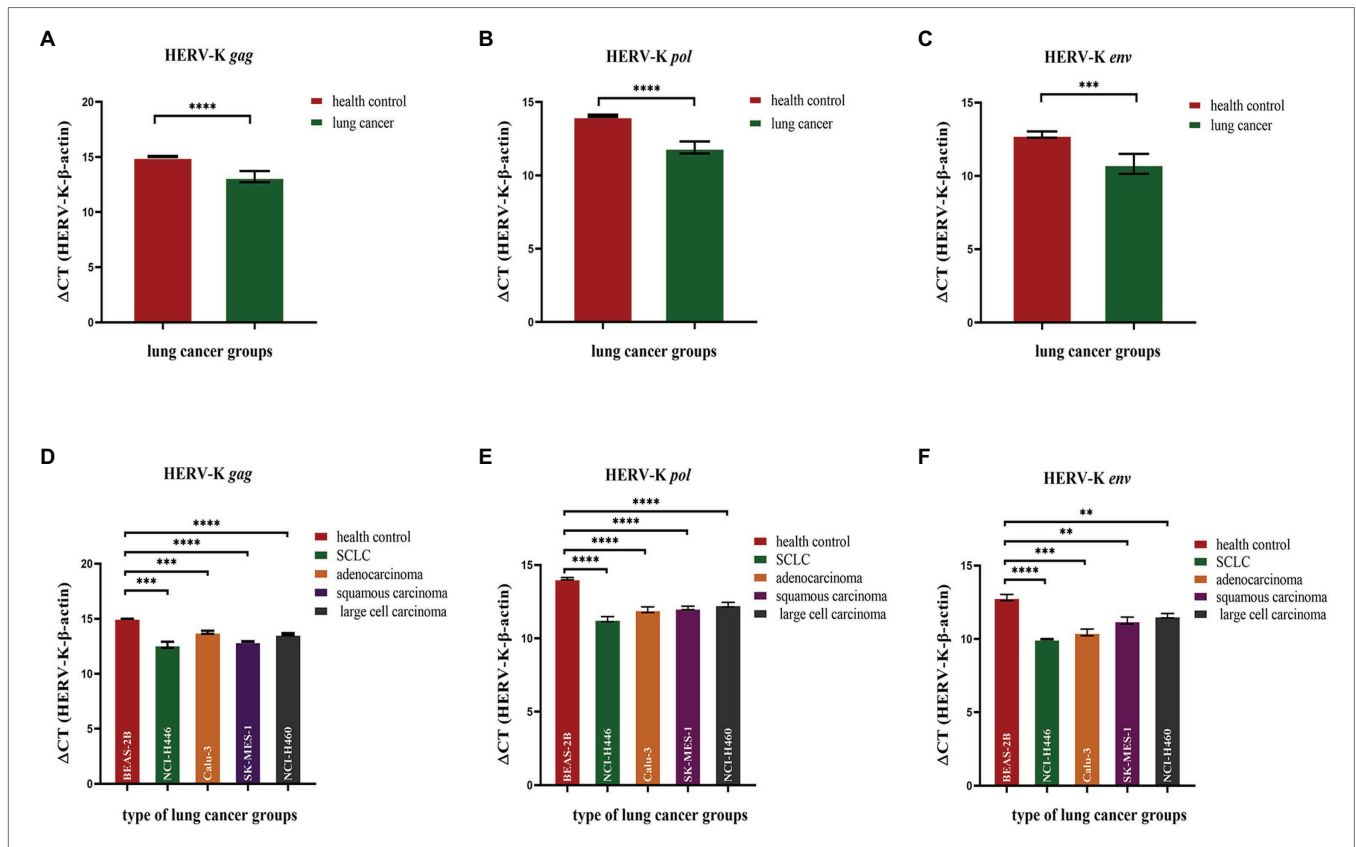 A
HERV-K gag
****
health control
lung cancer
20
15
10
5
0
ΔCT (HERV-K-β-actin)
lung cancer groups
B
HERV-K pol
****
health control
lung cancer
15
10
5
0
ΔCT (HERV-K-β-actin)
lung cancer groups
C
HERV-K env
***
health control
lung cancer
15
10
5
0
ΔCT (HERV-K-β-actin)
lung cancer groups
D
HERV-K gag
****
****
***
***
health control
SCLC
adenocarcinoma
squamous carcinoma
large cell carcinoma
20
15
10
5
0
ΔCT (HERV-K-β-actin)
BEAS-2B
NCI-H446
Calu-3
SK-MES-1
NCI-H460
type of lung cancer groups
E
HERV-K pol
****
****
****
****
health control
SCLC
adenocarcinoma
squamous carcinoma
large cell carcinoma
15
10
5
0
ΔCT (HERV-K-β-actin)
BEAS-2B
NCI-H446
Calu-3
SK-MES-1
NCI-H460
type of lung cancer groups
F
HERV-K env
**
**
***
****
health control
SCLC
adenocarcinoma
squamous carcinoma
large cell carcinoma
15
10
5
0
ΔCT (HERV-K-β-actin)
BEAS-2B
NCI-H446
Calu-3
SK-MES-1
NCI-H460
type of lung cancer groups